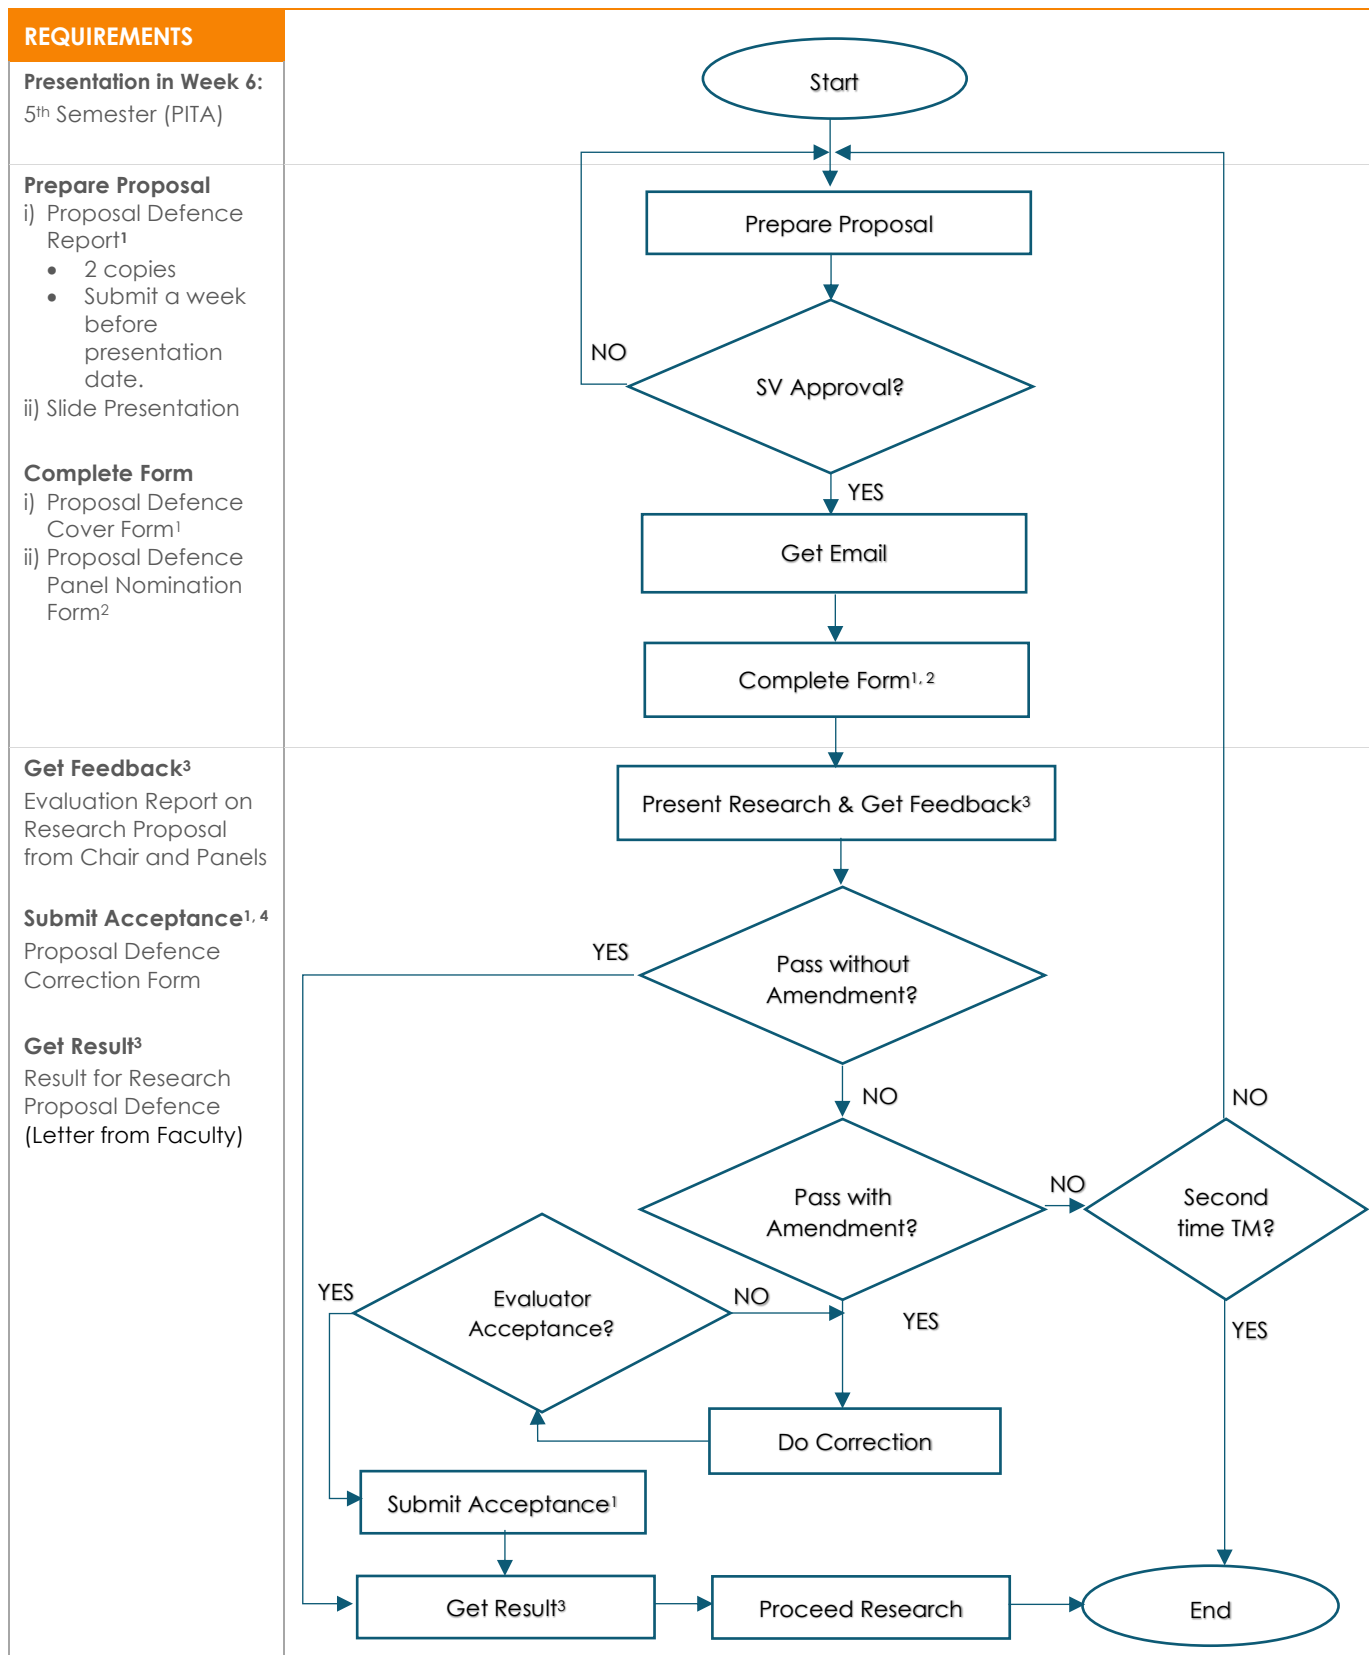 REQUIREMENTS
Presentation in Week 6:
5th Semester (PITA)
Prepare Proposal
i) Proposal Defence
Report¹
• 2 copies
• Submit a week
before
presentation
date.
ii) Slide Presentation
Complete Form
i) Proposal Defence
Cover Form¹
ii) Proposal Defence
Panel Nomination
Form²
Get Feedback³
Evaluation Report on
Research Proposal
from Chair and Panels
Submit Acceptance¹˒ ⁴
Proposal Defence
Correction Form
Get Result³
Result for Research
Proposal Defence
(Letter from Faculty)
Start
Prepare Proposal
NO
SV Approval?
YES
Get Email
Complete Form¹˒ ²
Present Research & Get Feedback³
YES
Pass without
Amendment?
NO
NO
Pass with
Amendment?
NO
Second
time TM?
YES
Evaluator
Acceptance?
NO
YES
YES
Do Correction
Submit Acceptance¹
Get Result³
Proceed Research
End